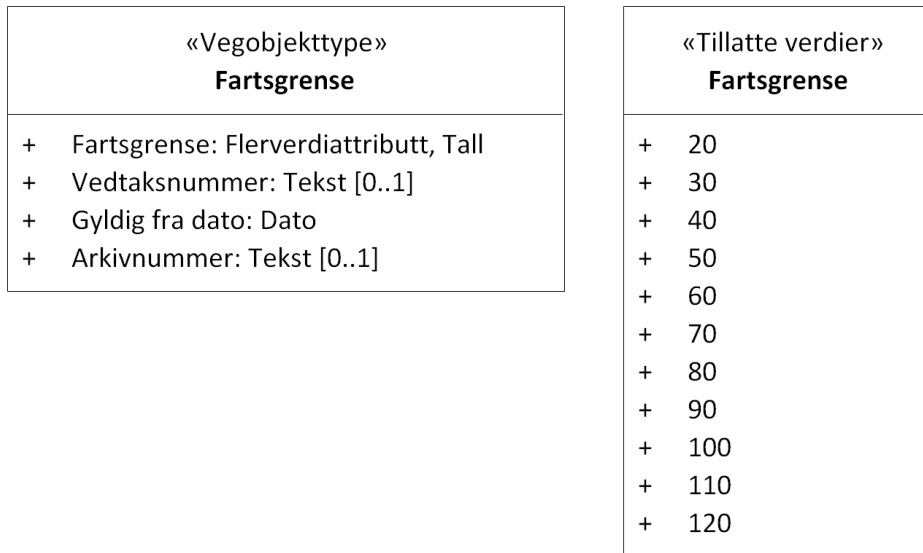 «Vegobjekttype»
Fartsgrense
+ Fartsgrense: Flerverdiattributt, Tall
+ Vedtaksnummer: Tekst [0..1]
+ Gyldig fra dato: Dato
+ Arkivnummer: Tekst [0..1]
«Tillatte verdier»
Fartsgrense
+ 20
+ 30
+ 40
+ 50
+ 60
+ 70
+ 80
+ 90
+ 100
+ 110
+ 120